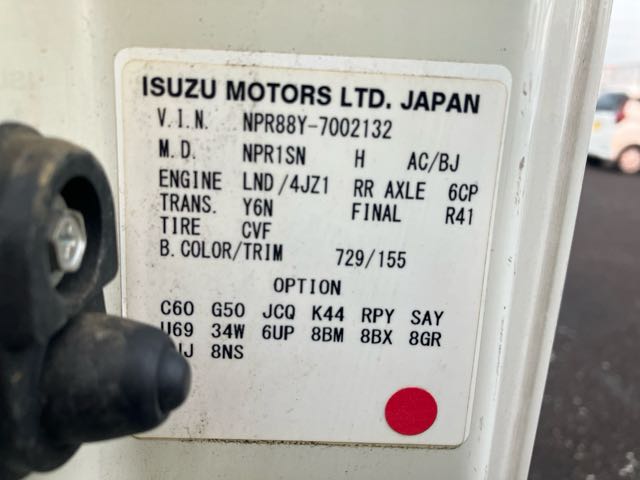 ISUZU MOTORS LTD. JAPAN
V.I.N. NPR88Y-7002132
M.D. NPR1SN H AC/BJ
ENGINE LND/4JZ1 RR AXLE 6CP
TRANS. Y6N FINAL R41
TIRE CVF
B.COLOR/TRIM 729/155
OPTION
C60 G50 JCQ K44 RPY SAY
U69 34W 6UP 8BM 8BX 8GR
8NS